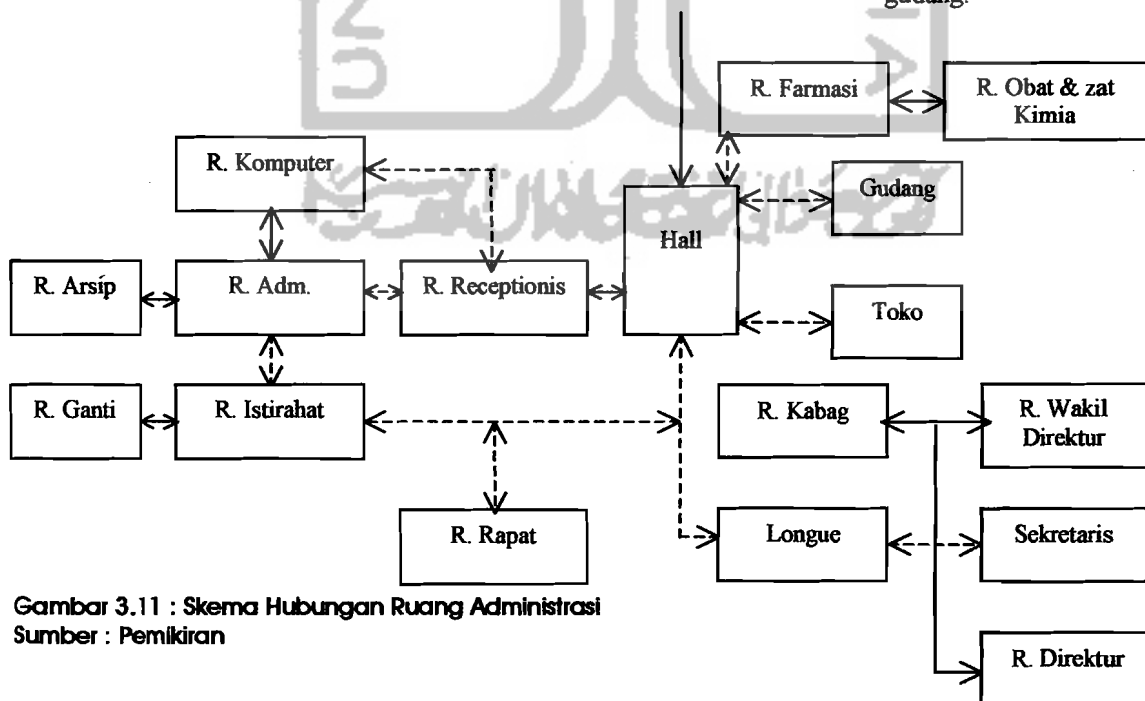 gudang.
R. Farmasi
R. Obat & zat
Kimia
R. Komputer
Gudang
Hall
R. Arsip
R. Adm.
R. Receptionis
Toko
R. Ganti
R. Istirahat
R. Kabag
R. Wakil
Direktur
R. Rapat
Longue
Sekretaris
Gambar 3.11 : Skema Hubungan Ruang Administrasi
Sumber : Pemikiran
R. Direktur